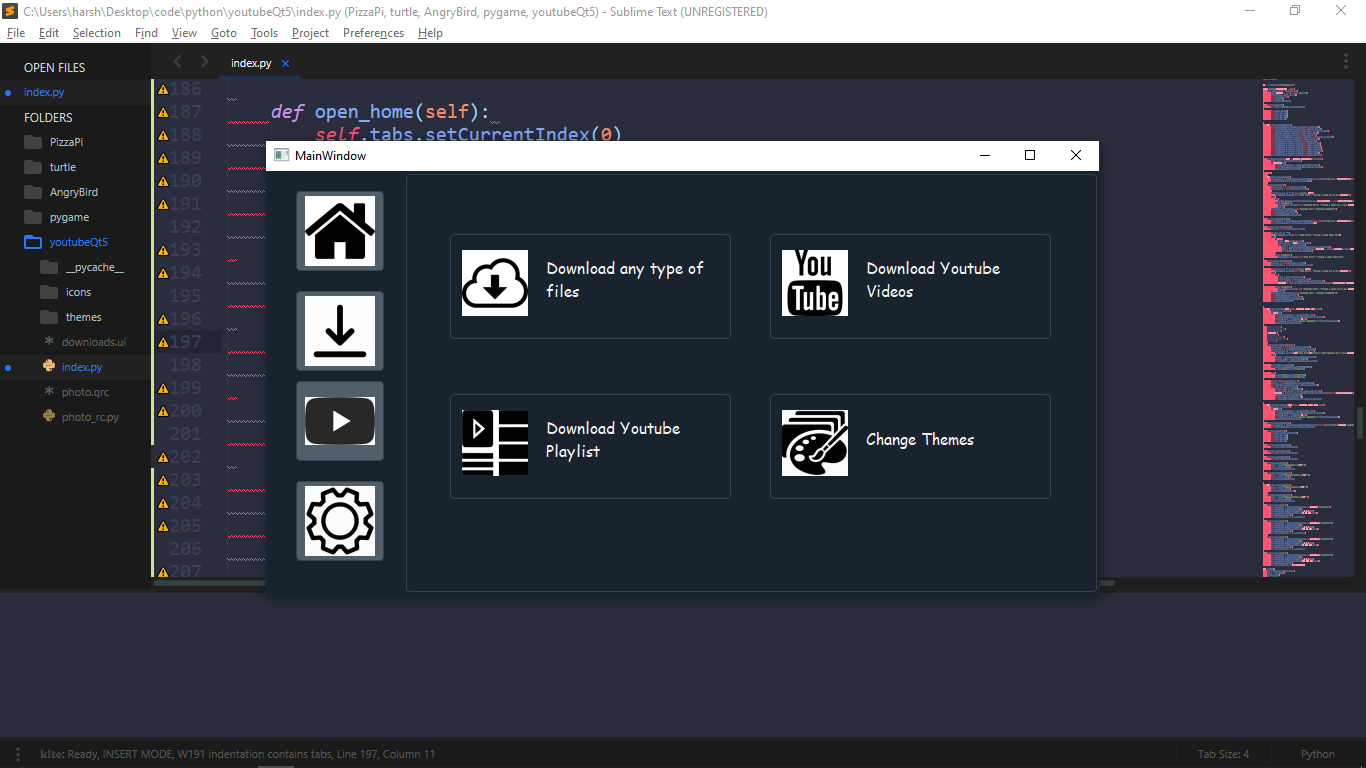 C:\Users\harsh\Desktop\code\python\youtubeQt5\index.py (PizzaPi, turtle, AngryBird, pygame, youtubeQt5) - Sublime Text (UNREGISTERED)
File Edit Selection Find View Goto Tools Project Preferences Help
OPEN FILES
index.py
FOLDERS
PizzaPi
turtle
AngryBird
pygame
youtubeQt5
__pycache__
icons
themes
downloads.ui
index.py
photo.qrc
photo_rc.py
index.py
186
187 def open_home(self):
188 self.tabs.setCurrentIndex(0)
189
190
191
192
193
194
195
196
197
198
199
200
201
202
203
204
205
206
207
MainWindow
Download any type of
files
You
Tube
Download Youtube
Videos
Download Youtube
Playlist
Change Themes
kite: Ready, INSERT MODE, W191 indentation contains tabs, Line 197, Column 11
Tab Size: 4
Python